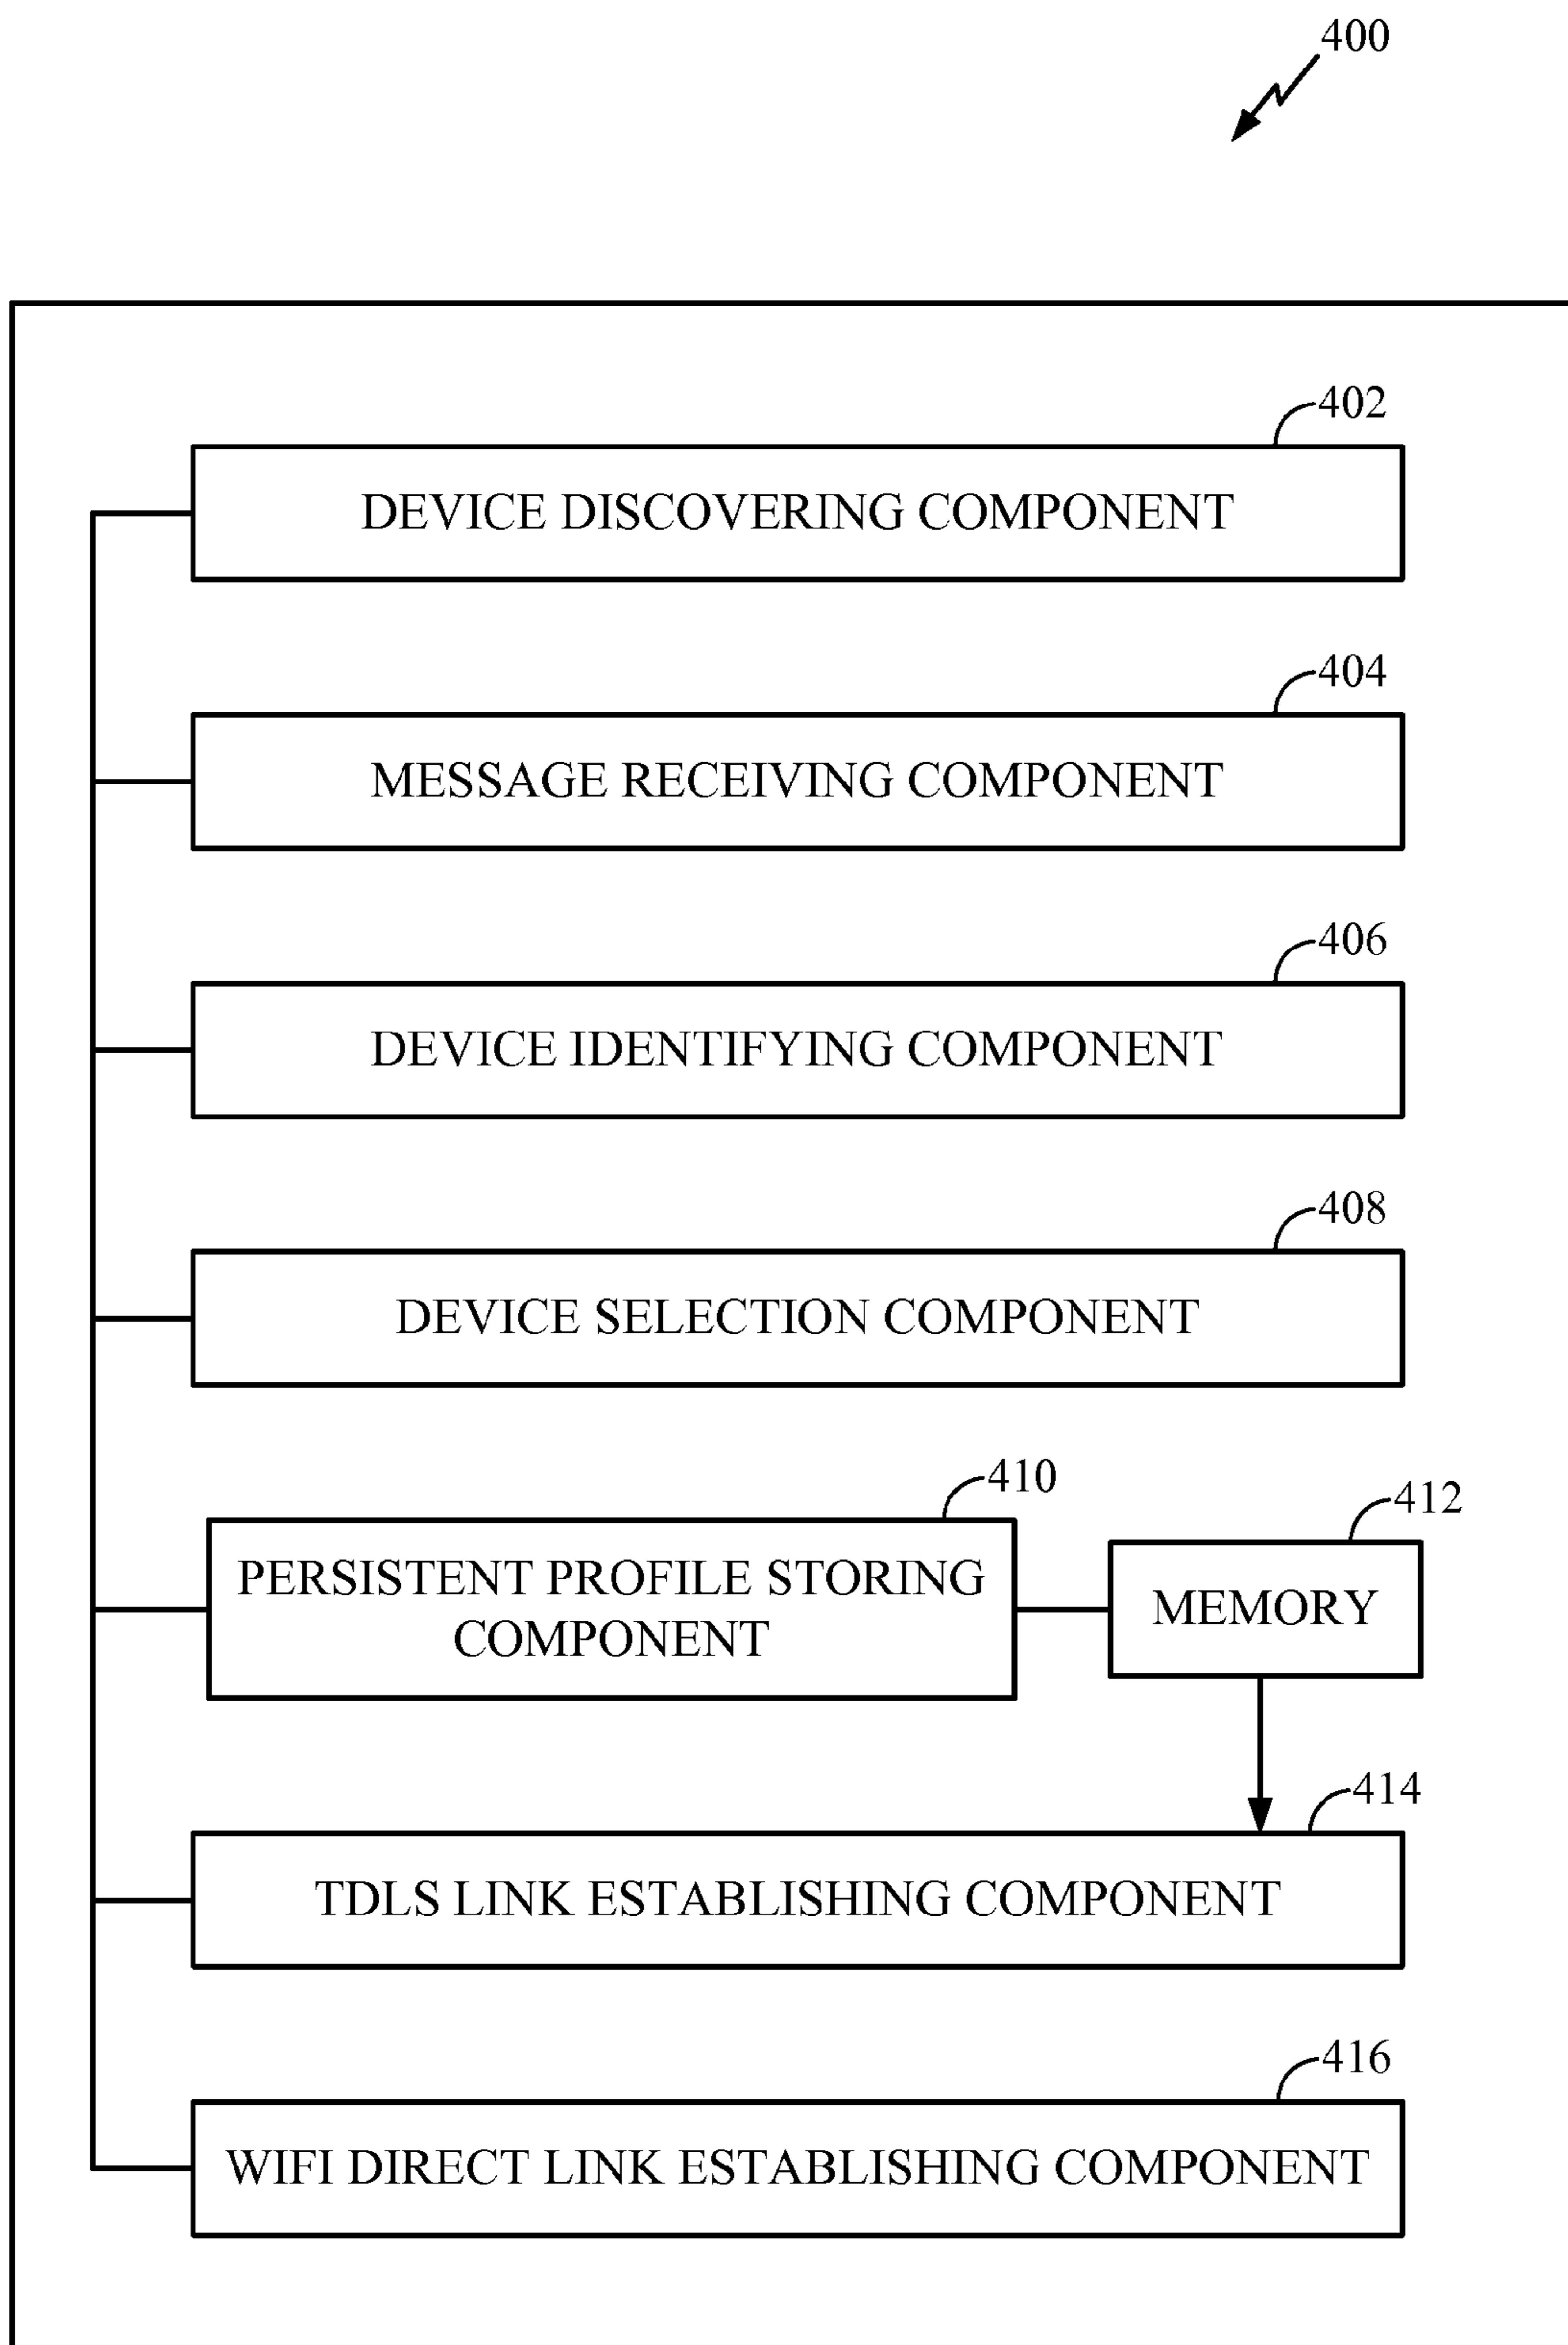 400
402
DEVICE DISCOVERING COMPONENT
404
MESSAGE RECEIVING COMPONENT
406
DEVICE IDENTIFYING COMPONENT
408
DEVICE SELECTION COMPONENT
410
412
PERSISTENT PROFILE STORING
COMPONENT
MEMORY
414
TDLS LINK ESTABLISHING COMPONENT
416
WIFI DIRECT LINK ESTABLISHING COMPONENT